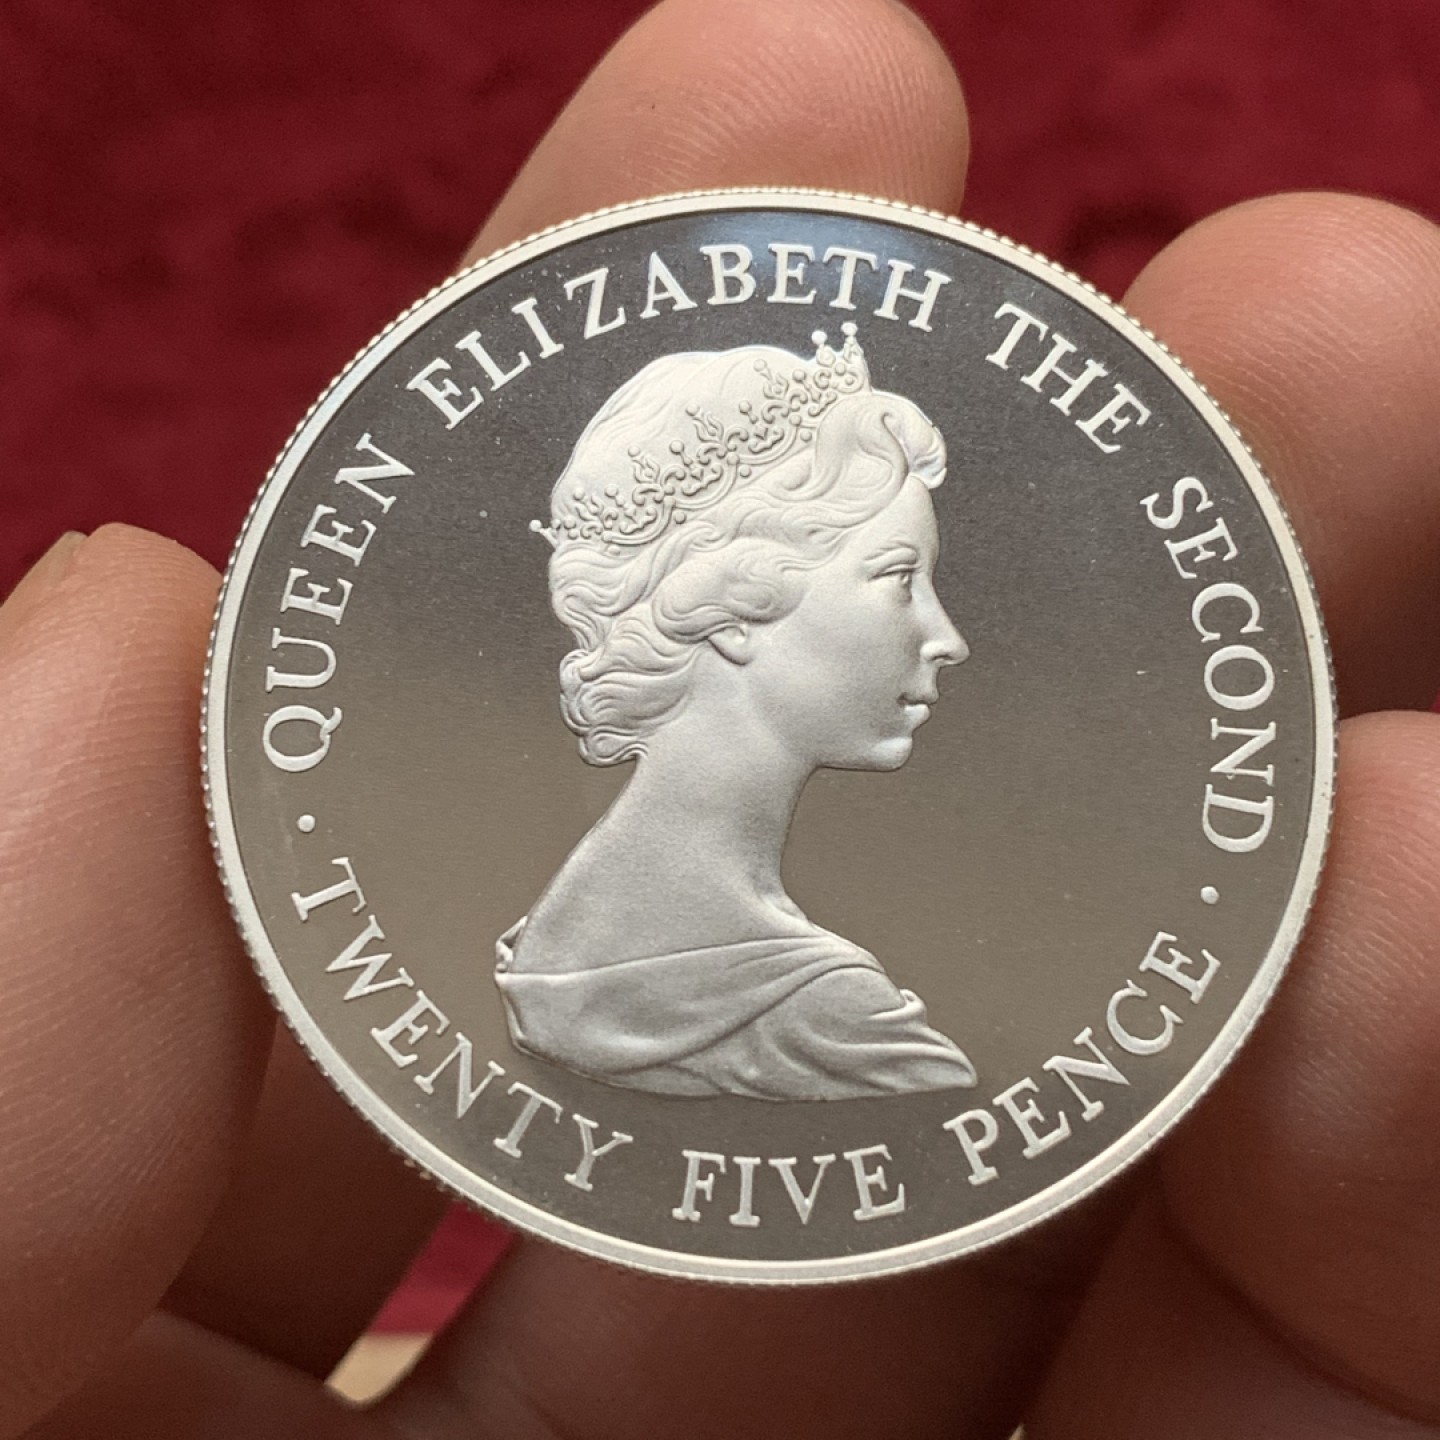 · QUEEN ELIZABETH THE SECOND ·
TWENTY FIVE PENCE